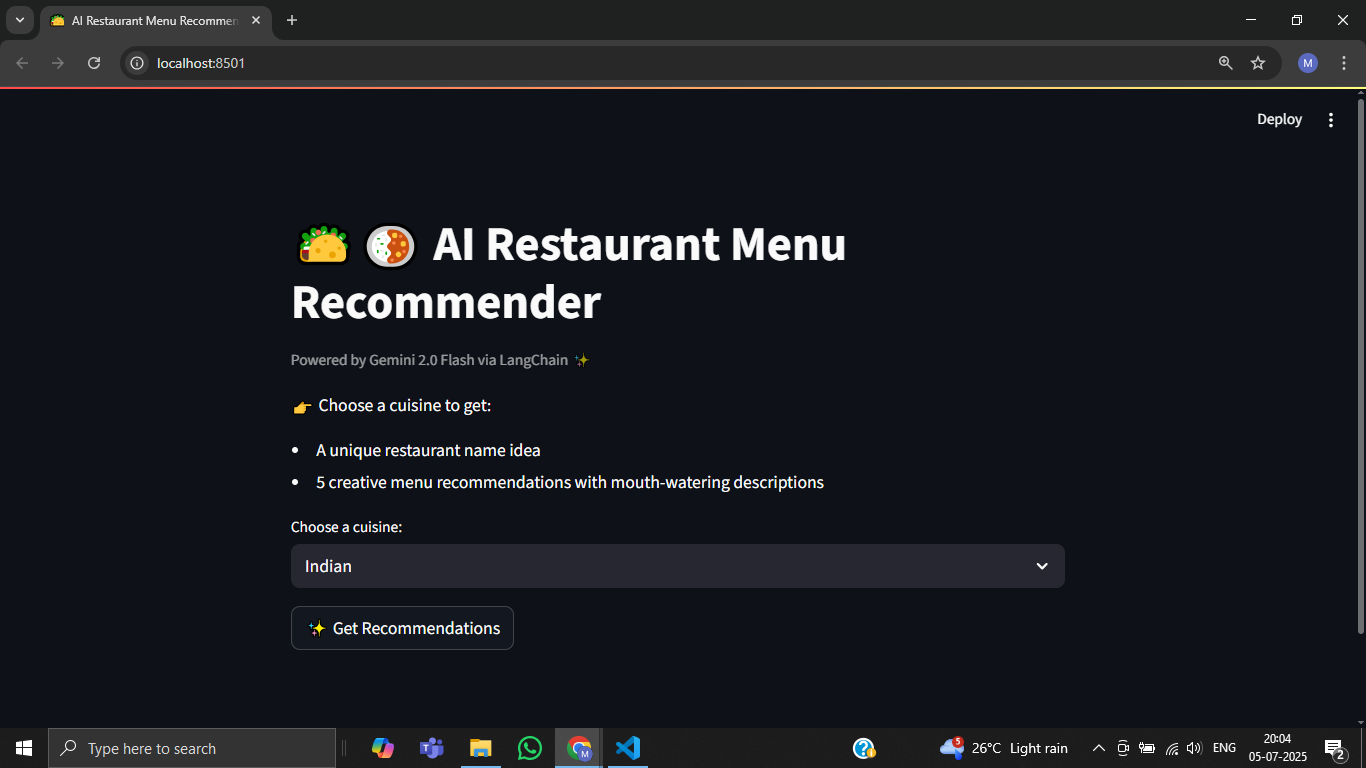 AI Restaurant Menu Recommen
localhost:8501
M
Deploy
AI Restaurant Menu
Recommender
Powered by Gemini 2.0 Flash via LangChain
Choose a cuisine to get:
A unique restaurant name idea
5 creative menu recommendations with mouth-watering descriptions
Choose a cuisine:
Indian
Get Recommendations
Type here to search
M
5
26°C Light rain
ENG
20:04
05-07-2025
2